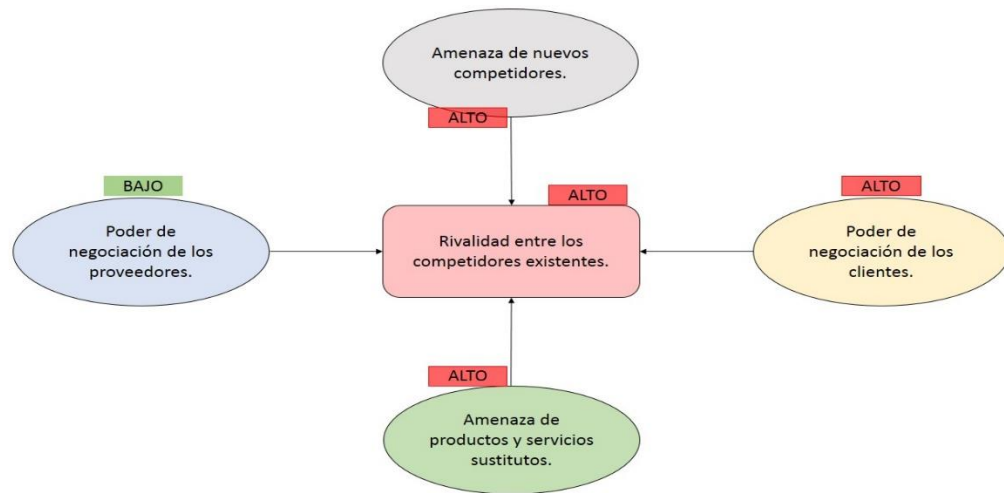 Amenaza de nuevos
competidores.
ALTO
BAJO
Poder de
negociación de los
proveedores.
ALTO
Rivalidad entre los
competidores existentes.
ALTO
Poder de
negociación de los
clientes.
ALTO
Amenaza de
productos y servicios
sustitutos.